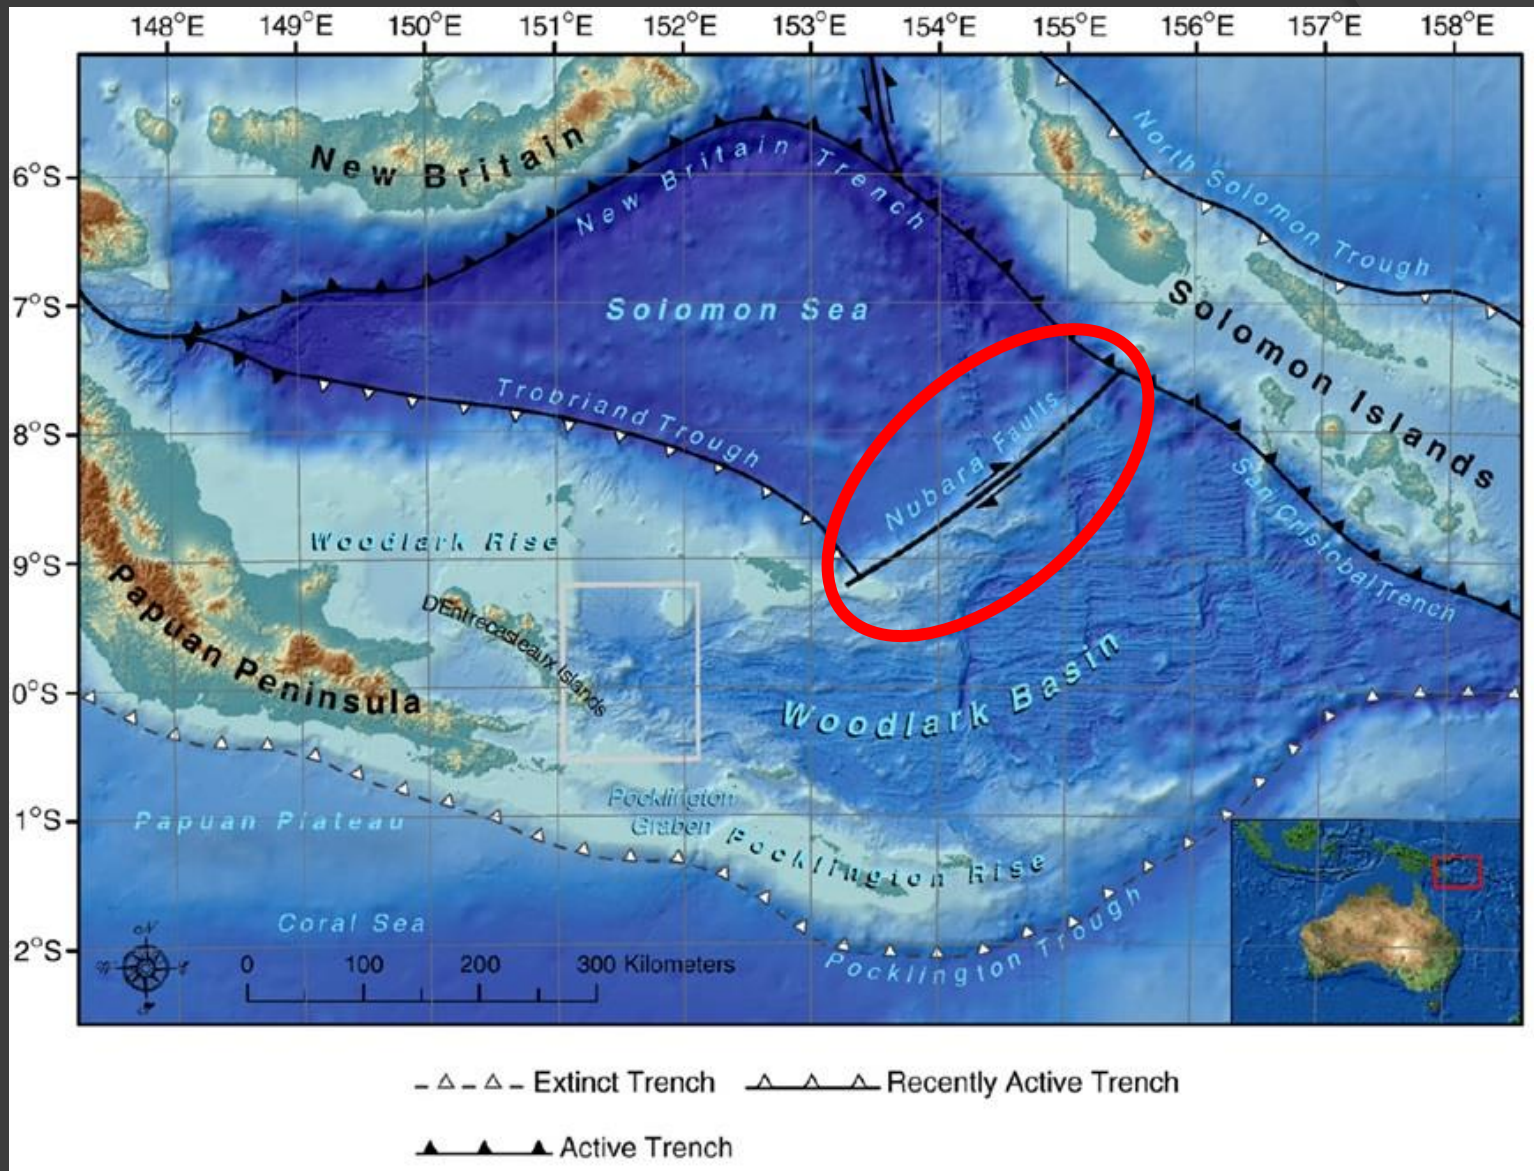 148°E 149°E 150°E 151°E 152°E 153°E 154°E 155°E 156°E 157°E 158°E
New Britain
New Britain Trench
North Solomon Trough
6°S
7°S
Solomon Sea
Solomon Islands
Trobriand Trough
8°S
Nubara Faults
San Cristobal Trench
Woodlark Rise
9°S
Papuan Peninsula
D'Entrecasteaux Islands
0°S
Woodlark Basin
Pocklington
Graben
1°S
Papuan Plateau
Pocklington Rise
Coral Sea
Pocklington Trough
2°S
N
0 100 200 300 Kilometers
Extinct Trench Recently Active Trench
Active Trench